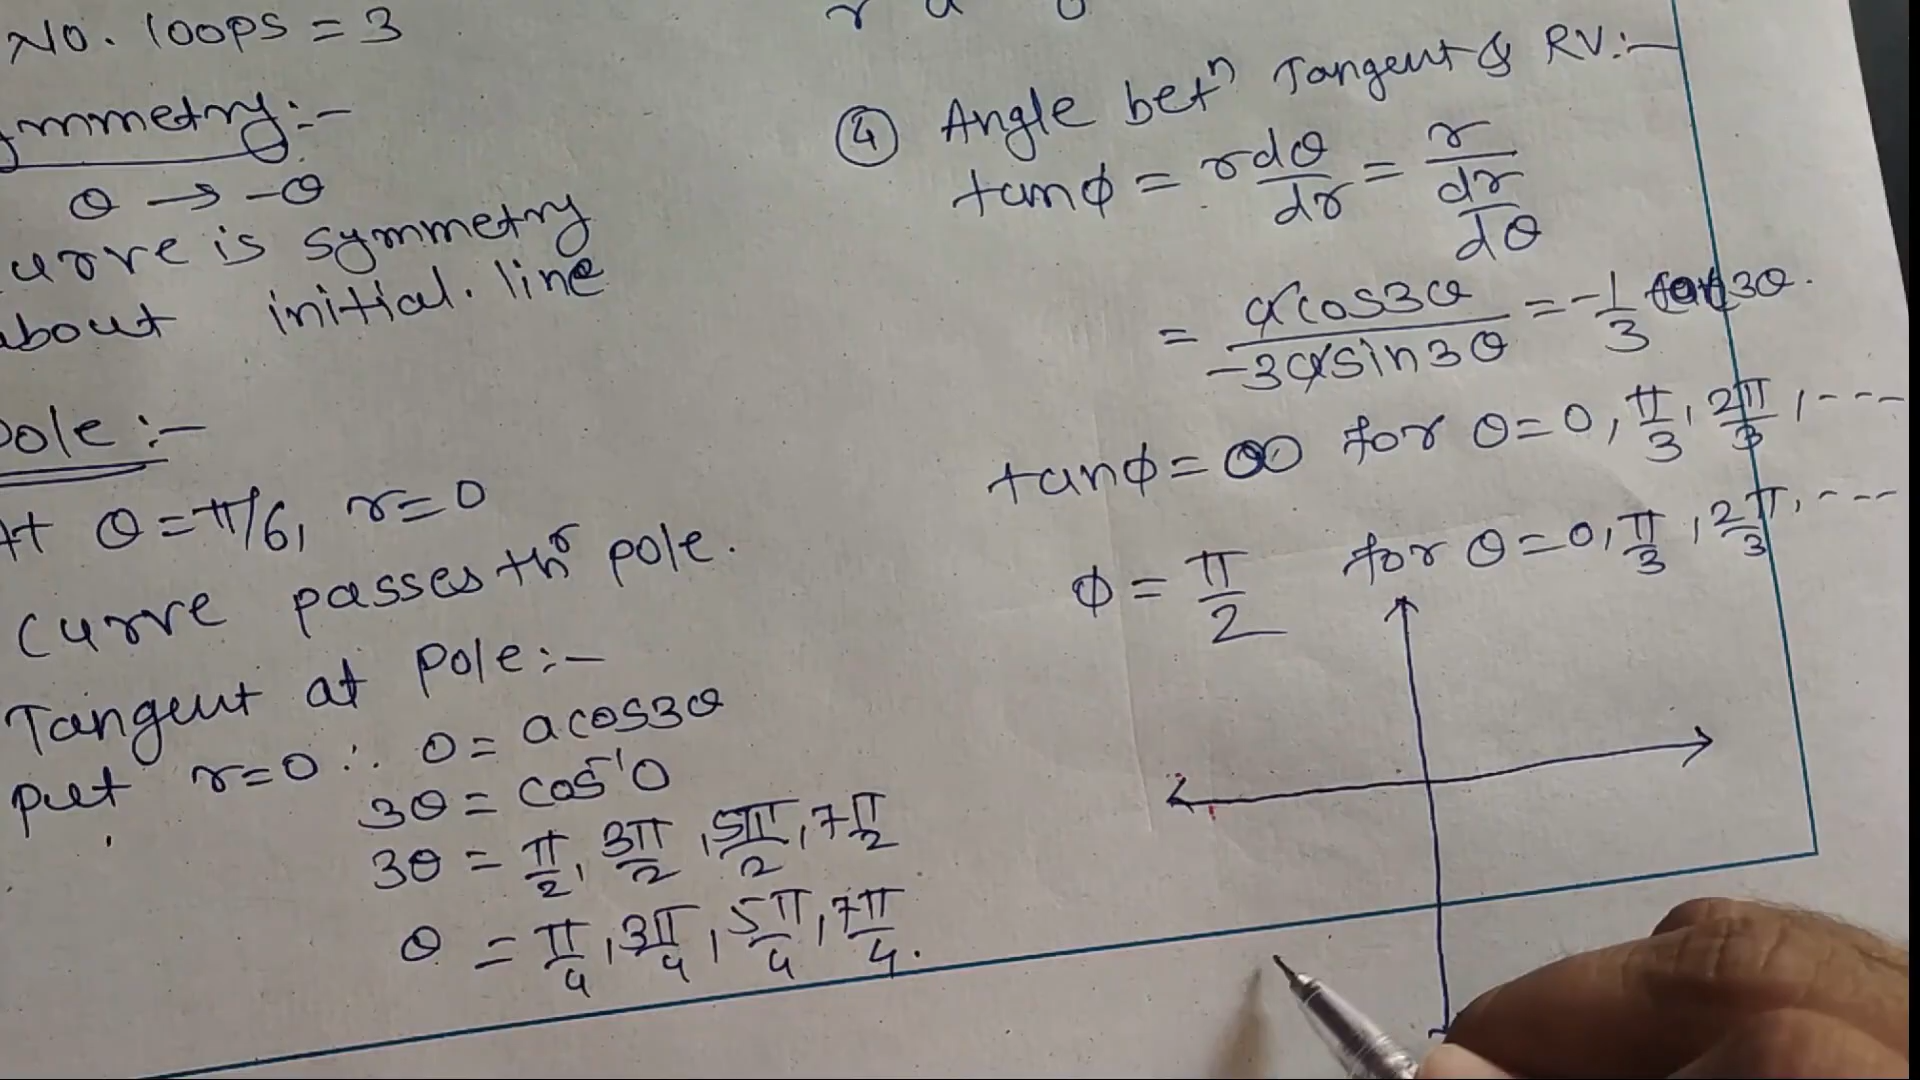 No. loops = 3
ymmetry:-
θ → -θ
urve is symmetry
about initial line
Pole:-
At θ = π/6, r = 0
Curve passes thʳ pole.
Tangent at pole:-
put r=0 ∴ 0 = a cos3θ
3θ = cos⁻¹0
3θ = π/2, 3π/2, 5π/2, 7π/2
θ = π/4, 3π/4, 5π/4, 7π/4.
④ Angle betⁿ Tangent & RV:-
tanϕ = r dθ/dr = r/(dr/dθ)
= a cos3θ / -3a sin3θ = -1/3 cot3θ.
tanϕ = ∞ for θ = 0, π/3, 2π/3, ---
ϕ = π/2 for θ = 0, π/3, 2π/3, ---